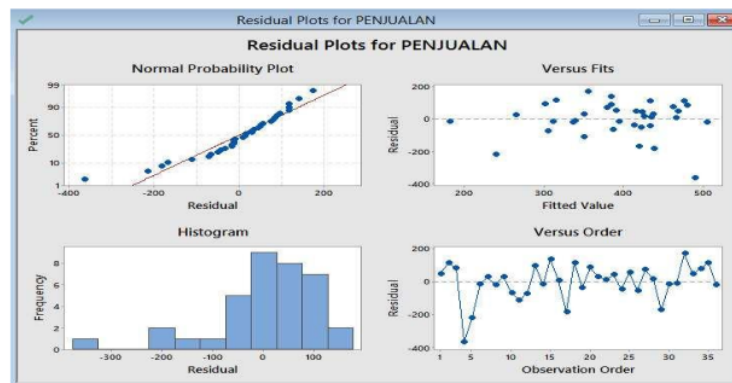 Residual Plots for PENJUALAN
Residual Plots for PENJUALAN
Normal Probability Plot
99
90
50
10
1
Percent
-400
-200
0
200
Residual
Versus Fits
200
0
-200
-400
Residual
200
300
400
500
Fitted Value
Histogram
8
6
4
2
0
Frequency
-300
-200
-100
0
100
Residual
Versus Order
200
0
-200
-400
Residual
1
5
10
15
20
25
30
35
Observation Order